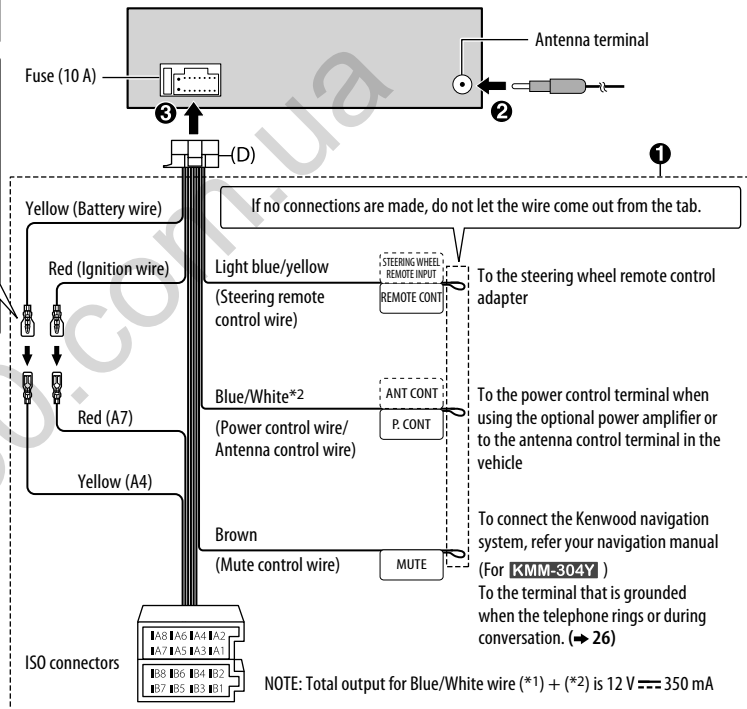 Antenna terminal
Fuse (10 A)
❸
❷
(D)
❶
Yellow (Battery wire)
If no connections are made, do not let the wire come out from the tab.
Red (Ignition wire)
Light blue/yellow
(Steering remote
control wire)
STEERING WHEEL
REMOTE INPUT
REMOTE CONT
To the steering wheel remote control
adapter
Blue/White*2
(Power control wire/
Antenna control wire)
ANT CONT
P. CONT
To the power control terminal when
using the optional power amplifier or
to the antenna control terminal in the
vehicle
Red (A7)
Yellow (A4)
Brown
(Mute control wire)
MUTE
To connect the Kenwood navigation
system, refer your navigation manual
(For KMM-304Y )
To the terminal that is grounded
when the telephone rings or during
conversation. (➔ 26)
ISO connectors
A8 A6 A4 A2
A7 A5 A3 A1
B8 B6 B4 B2
B7 B5 B3 B1
NOTE: Total output for Blue/White wire (*1) + (*2) is 12 V ⎓ 350 mA